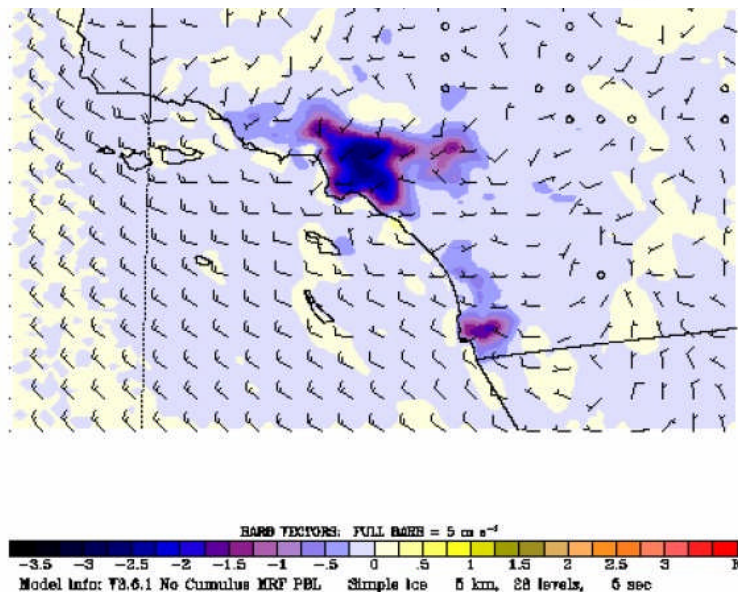 BARB VECTORS: FULL BARB = 5 m s⁻¹
-3.5 -3 -2.5 -2 -1.5 -1 -.5 0 .5 1 1.5 2 2.5 3 K
Model Info: V3.6.1 No Cumulus MRF PBL Simple Ice 5 km, 28 levels, 6 sec